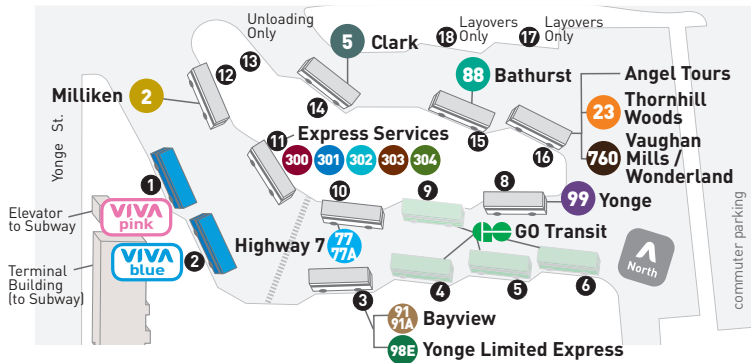 Unloading
Only
5 Clark
18 Layovers
Only
17 Layovers
Only
13
12
Milliken 2
14
88 Bathurst
Angel Tours
23 Thornhill
Woods
760 Vaughan
Mills /
Wonderland
15
16
11
Express Services
300 301 302 303 304
Yonge St.
1
10
9
8
99 Yonge
Elevator
to Subway
VIVA
pink
VIVA
blue
2
Highway 7
77
77A
GO Transit
North
commuter parking
Terminal
Building
(to Subway)
3
4
5
6
91
91A
Bayview
98E Yonge Limited Express